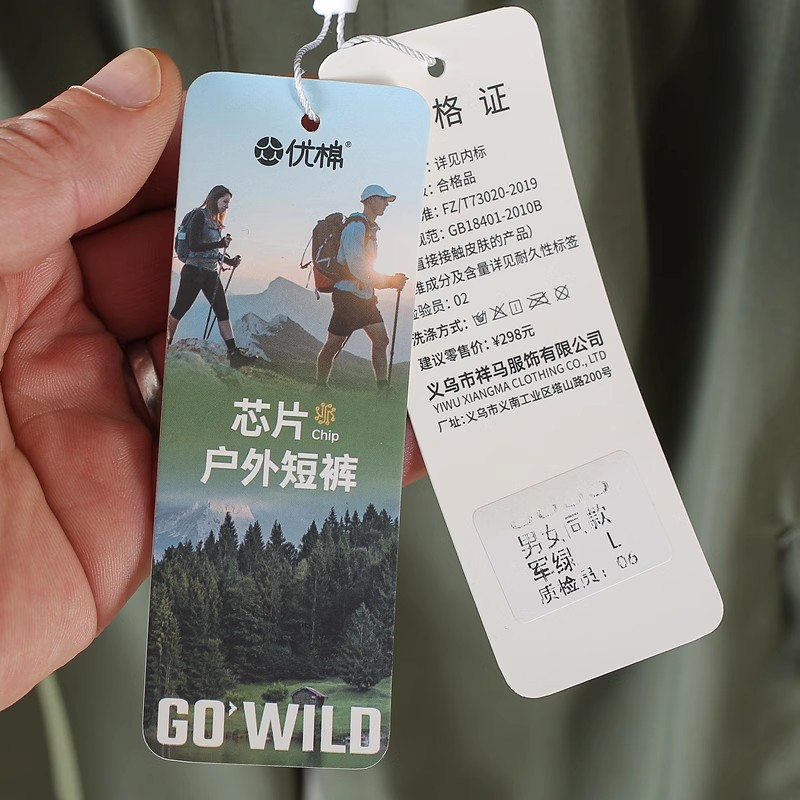 优棉®
芯片
Chip
户外短裤
GO WILD
格 证
: 详见内标
: 合格品
准: FZ/T73020-2019
规范: GB18401-2010B
直接接触皮肤的产品）
维成分及含量详见耐久性标签
检验员: 02
洗涤方式:
建议零售价: ¥298元
义乌市祥马服饰有限公司
YIWU XIANGMA CLOTHING CO., LTD
厂址: 义乌市义南工业区塔山路200号
男女同款
军绿 L
质检员: 06